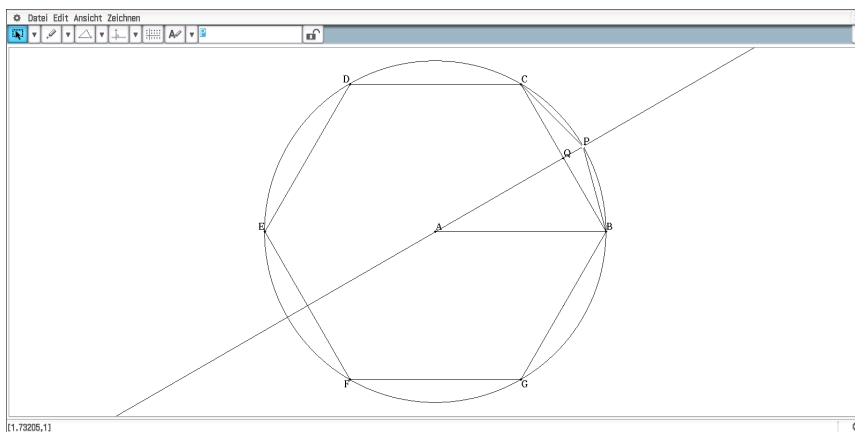 Datei Edit Ansicht Zeichnen
A
D
C
P
Q
E
A
B
F
G
[1.73205,1]